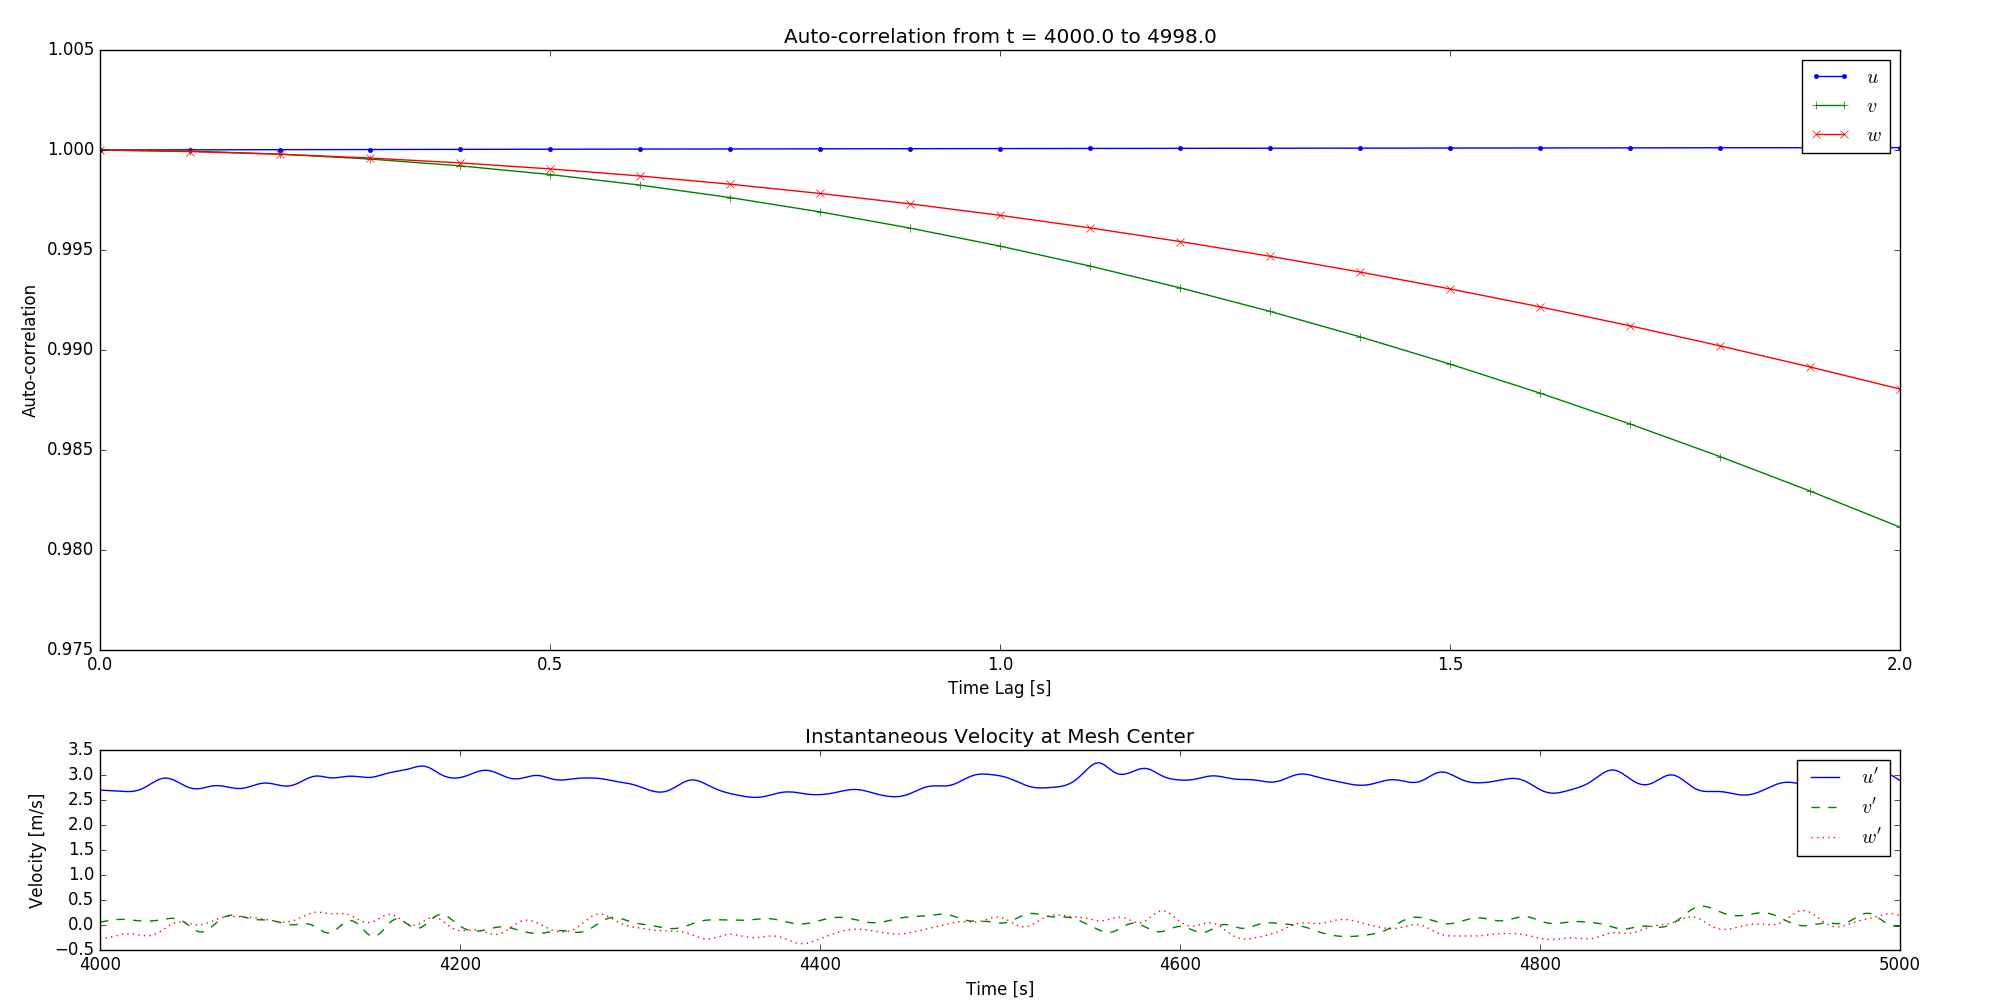 Auto-correlation from t = 4000.0 to 4998.0
1.005
1.000
0.995
0.990
0.985
0.980
0.975
Auto-correlation
u
v
w
0.0 0.5 1.0 1.5 2.0
Time Lag [s]
Instantaneous Velocity at Mesh Center
3.5
3.0
2.5
2.0
1.5
1.0
0.5
0.0
−0.5
Velocity [m/s]
u′
v′
w′
4000 4200 4400 4600 4800 5000
Time [s]